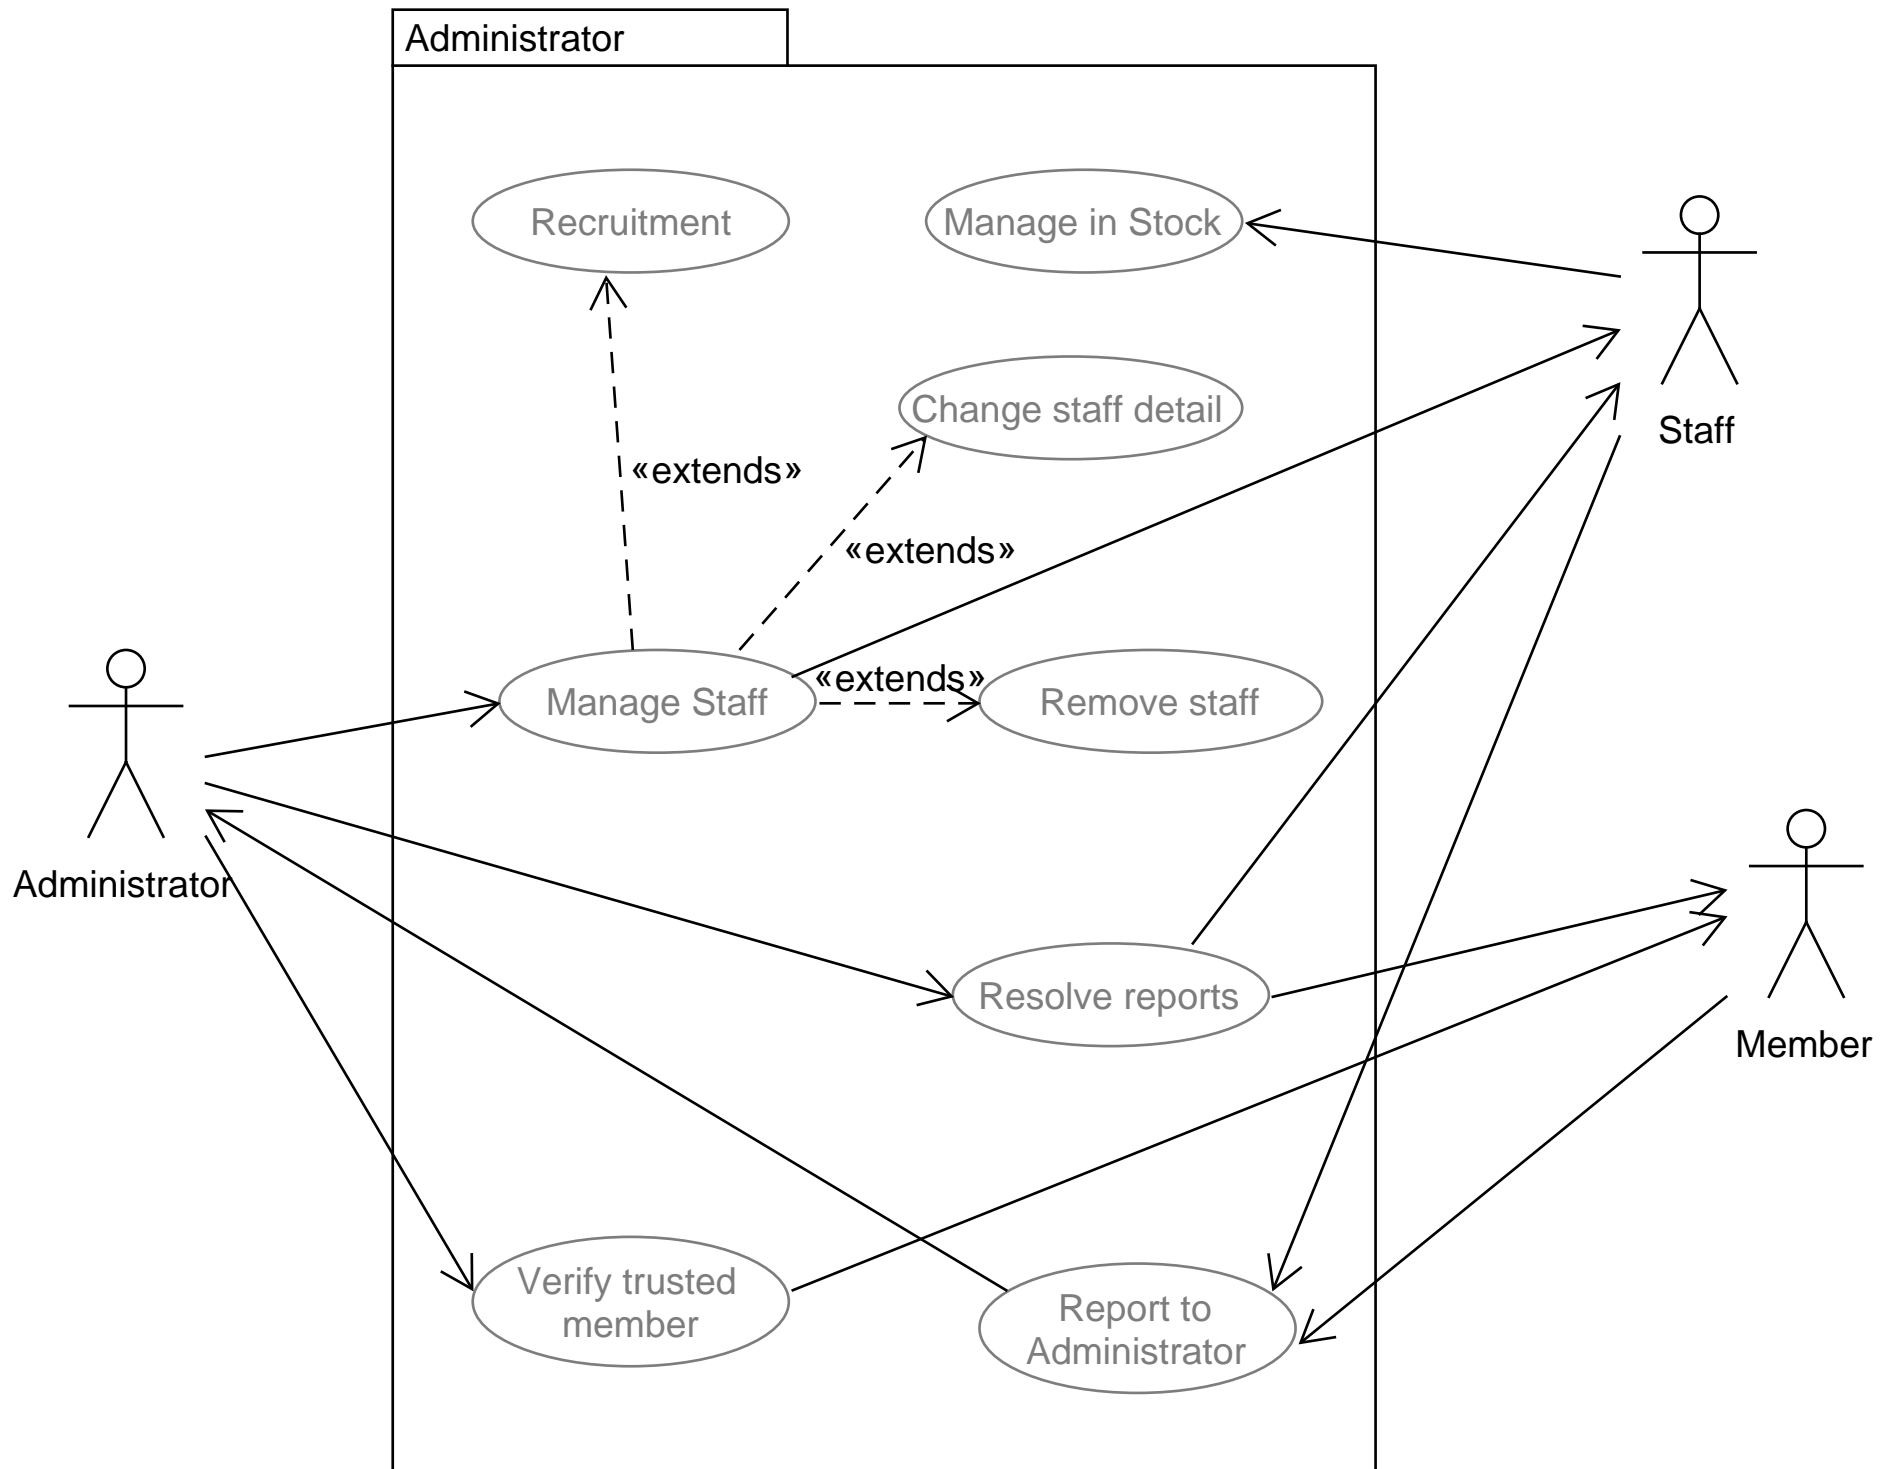 Administrator
Recruitment
Manage in Stock
Change staff detail
Staff
«extends»
«extends»
«extends»
Manage Staff
Remove staff
Administrator
Resolve reports
Member
Verify trusted
member
Report to
Administrator